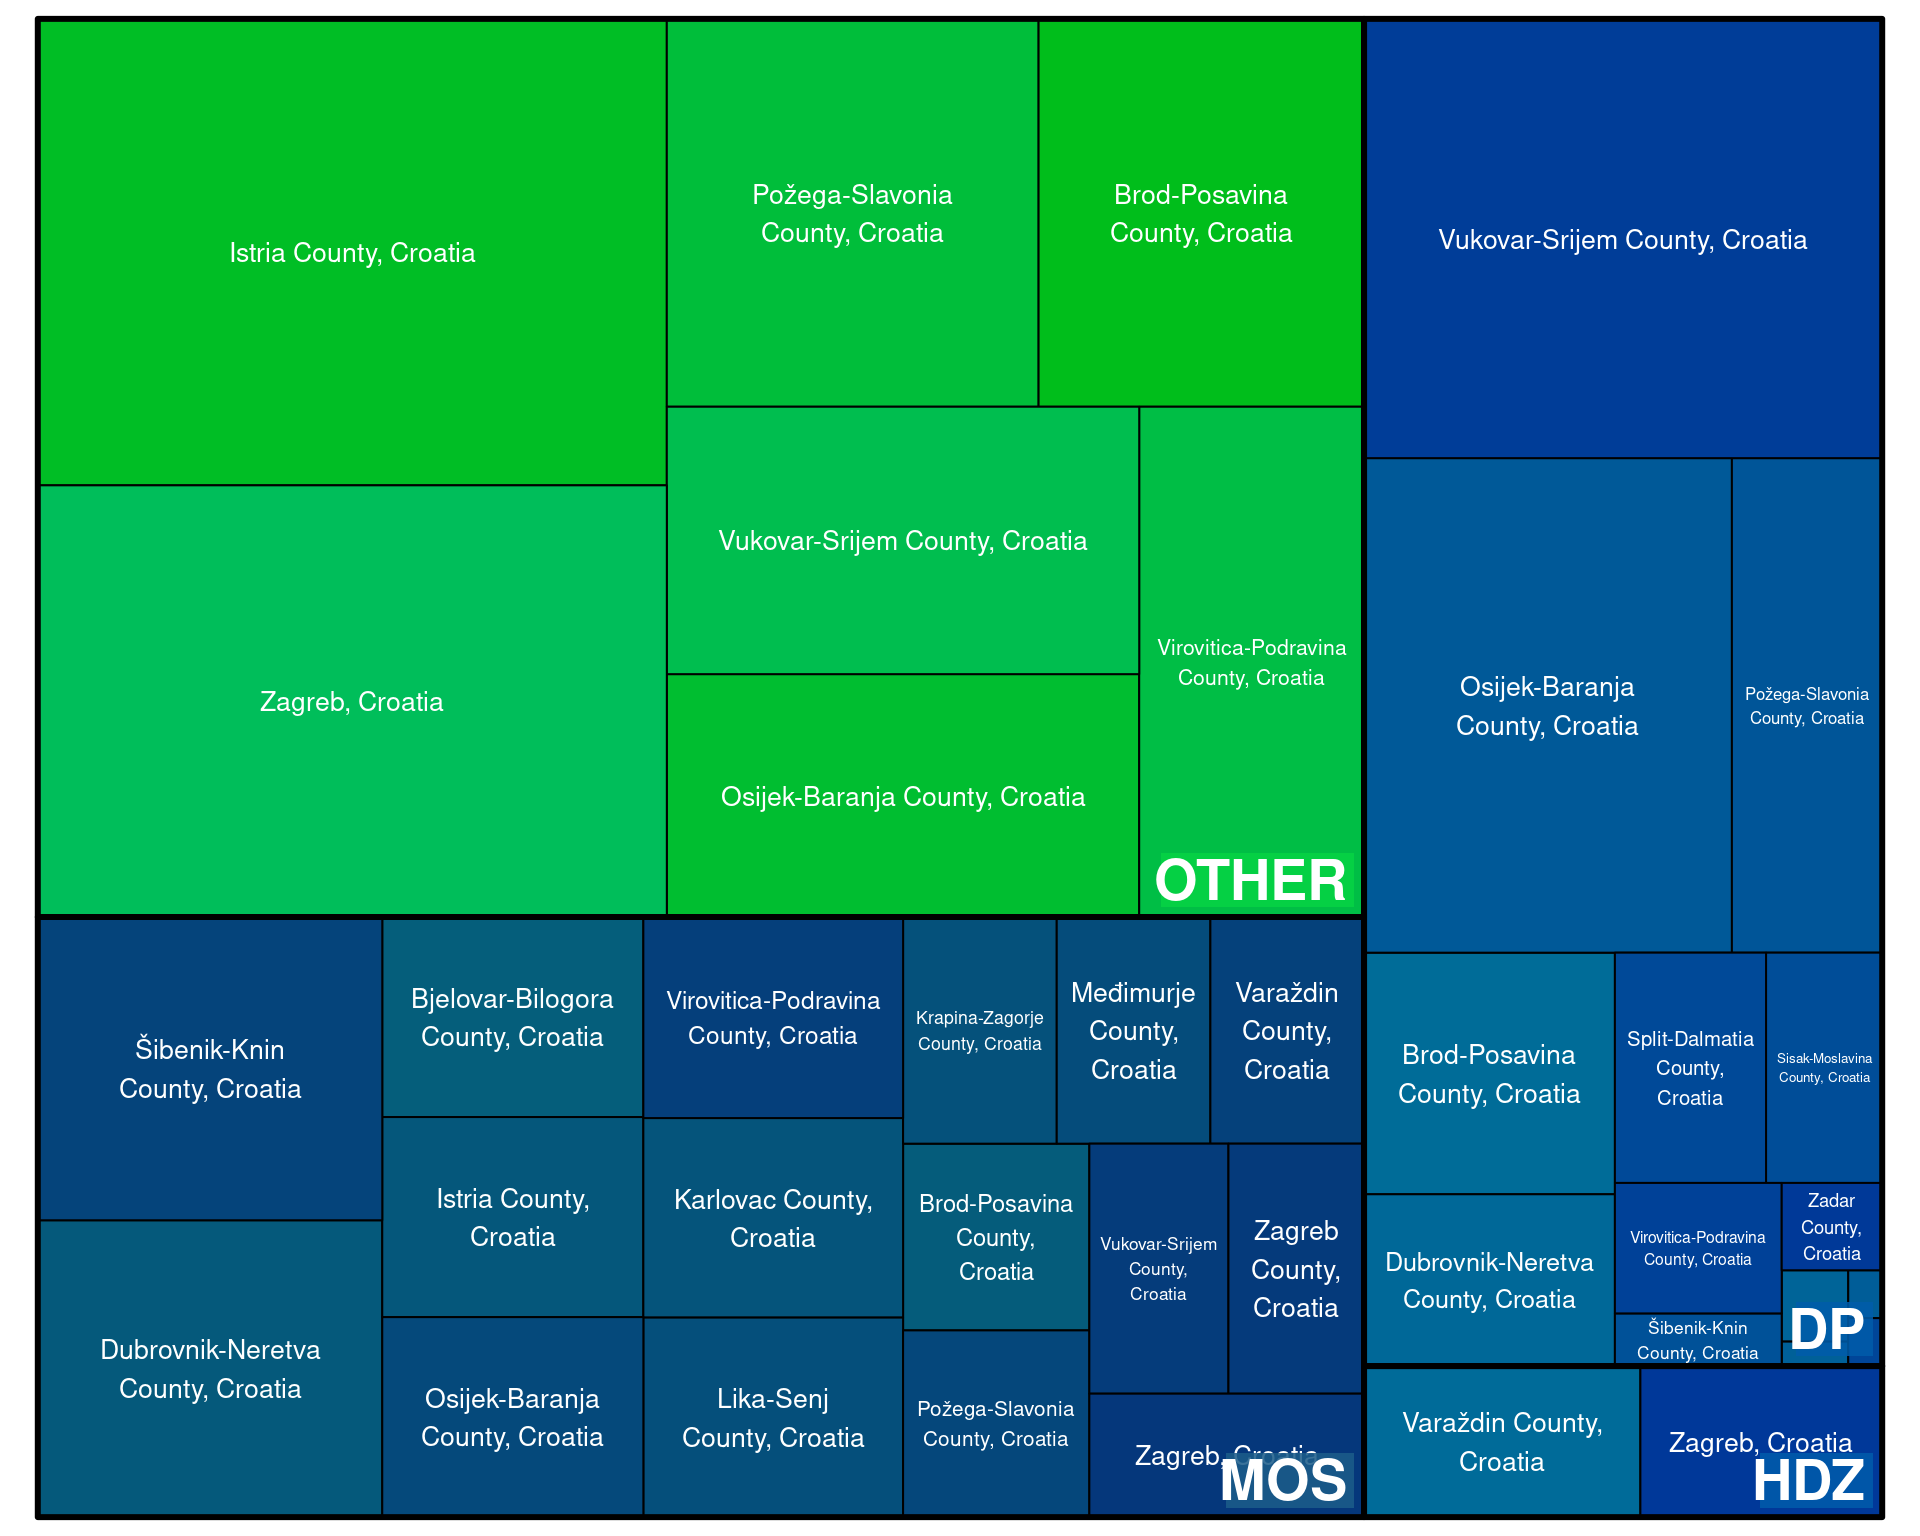 Istria County, Croatia
Požega-Slavonia
County, Croatia
Brod-Posavina
County, Croatia
Zagreb, Croatia
Vukovar-Srijem County, Croatia
Osijek-Baranja County, Croatia
Virovitica-Podravina
County, Croatia
OTHER
Vukovar-Srijem County, Croatia
Osijek-Baranja
County, Croatia
Požega-Slavonia
County, Croatia
Brod-Posavina
County, Croatia
Dubrovnik-Neretva
County, Croatia
Split-Dalmatia
County,
Croatia
Sisak-Moslavina
County, Croatia
Virovitica-Podravina
County, Croatia
Zadar
County,
Croatia
Šibenik-Knin
County, Croatia
DP
Šibenik-Knin
County, Croatia
Dubrovnik-Neretva
County, Croatia
Bjelovar-Bilogora
County, Croatia
Istria County,
Croatia
Osijek-Baranja
County, Croatia
Virovitica-Podravina
County, Croatia
Karlovac County,
Croatia
Lika-Senj
County, Croatia
Krapina-Zagorje
County, Croatia
Međimurje
County,
Croatia
Varaždin
County,
Croatia
Brod-Posavina
County,
Croatia
Požega-Slavonia
County, Croatia
Vukovar-Srijem
County,
Croatia
Zagreb
County,
Croatia
Zagreb, Croatia
MOS
Varaždin County,
Croatia
Zagreb, Croatia
HDZ